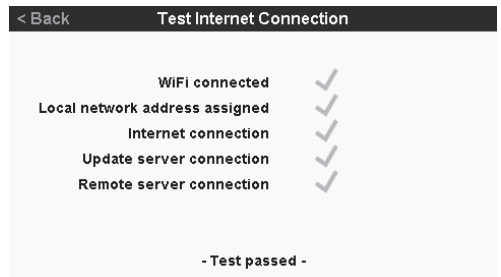 < Back Test Internet Connection
WiFi connected
Local network address assigned
Internet connection
Update server connection
Remote server connection
- Test passed -